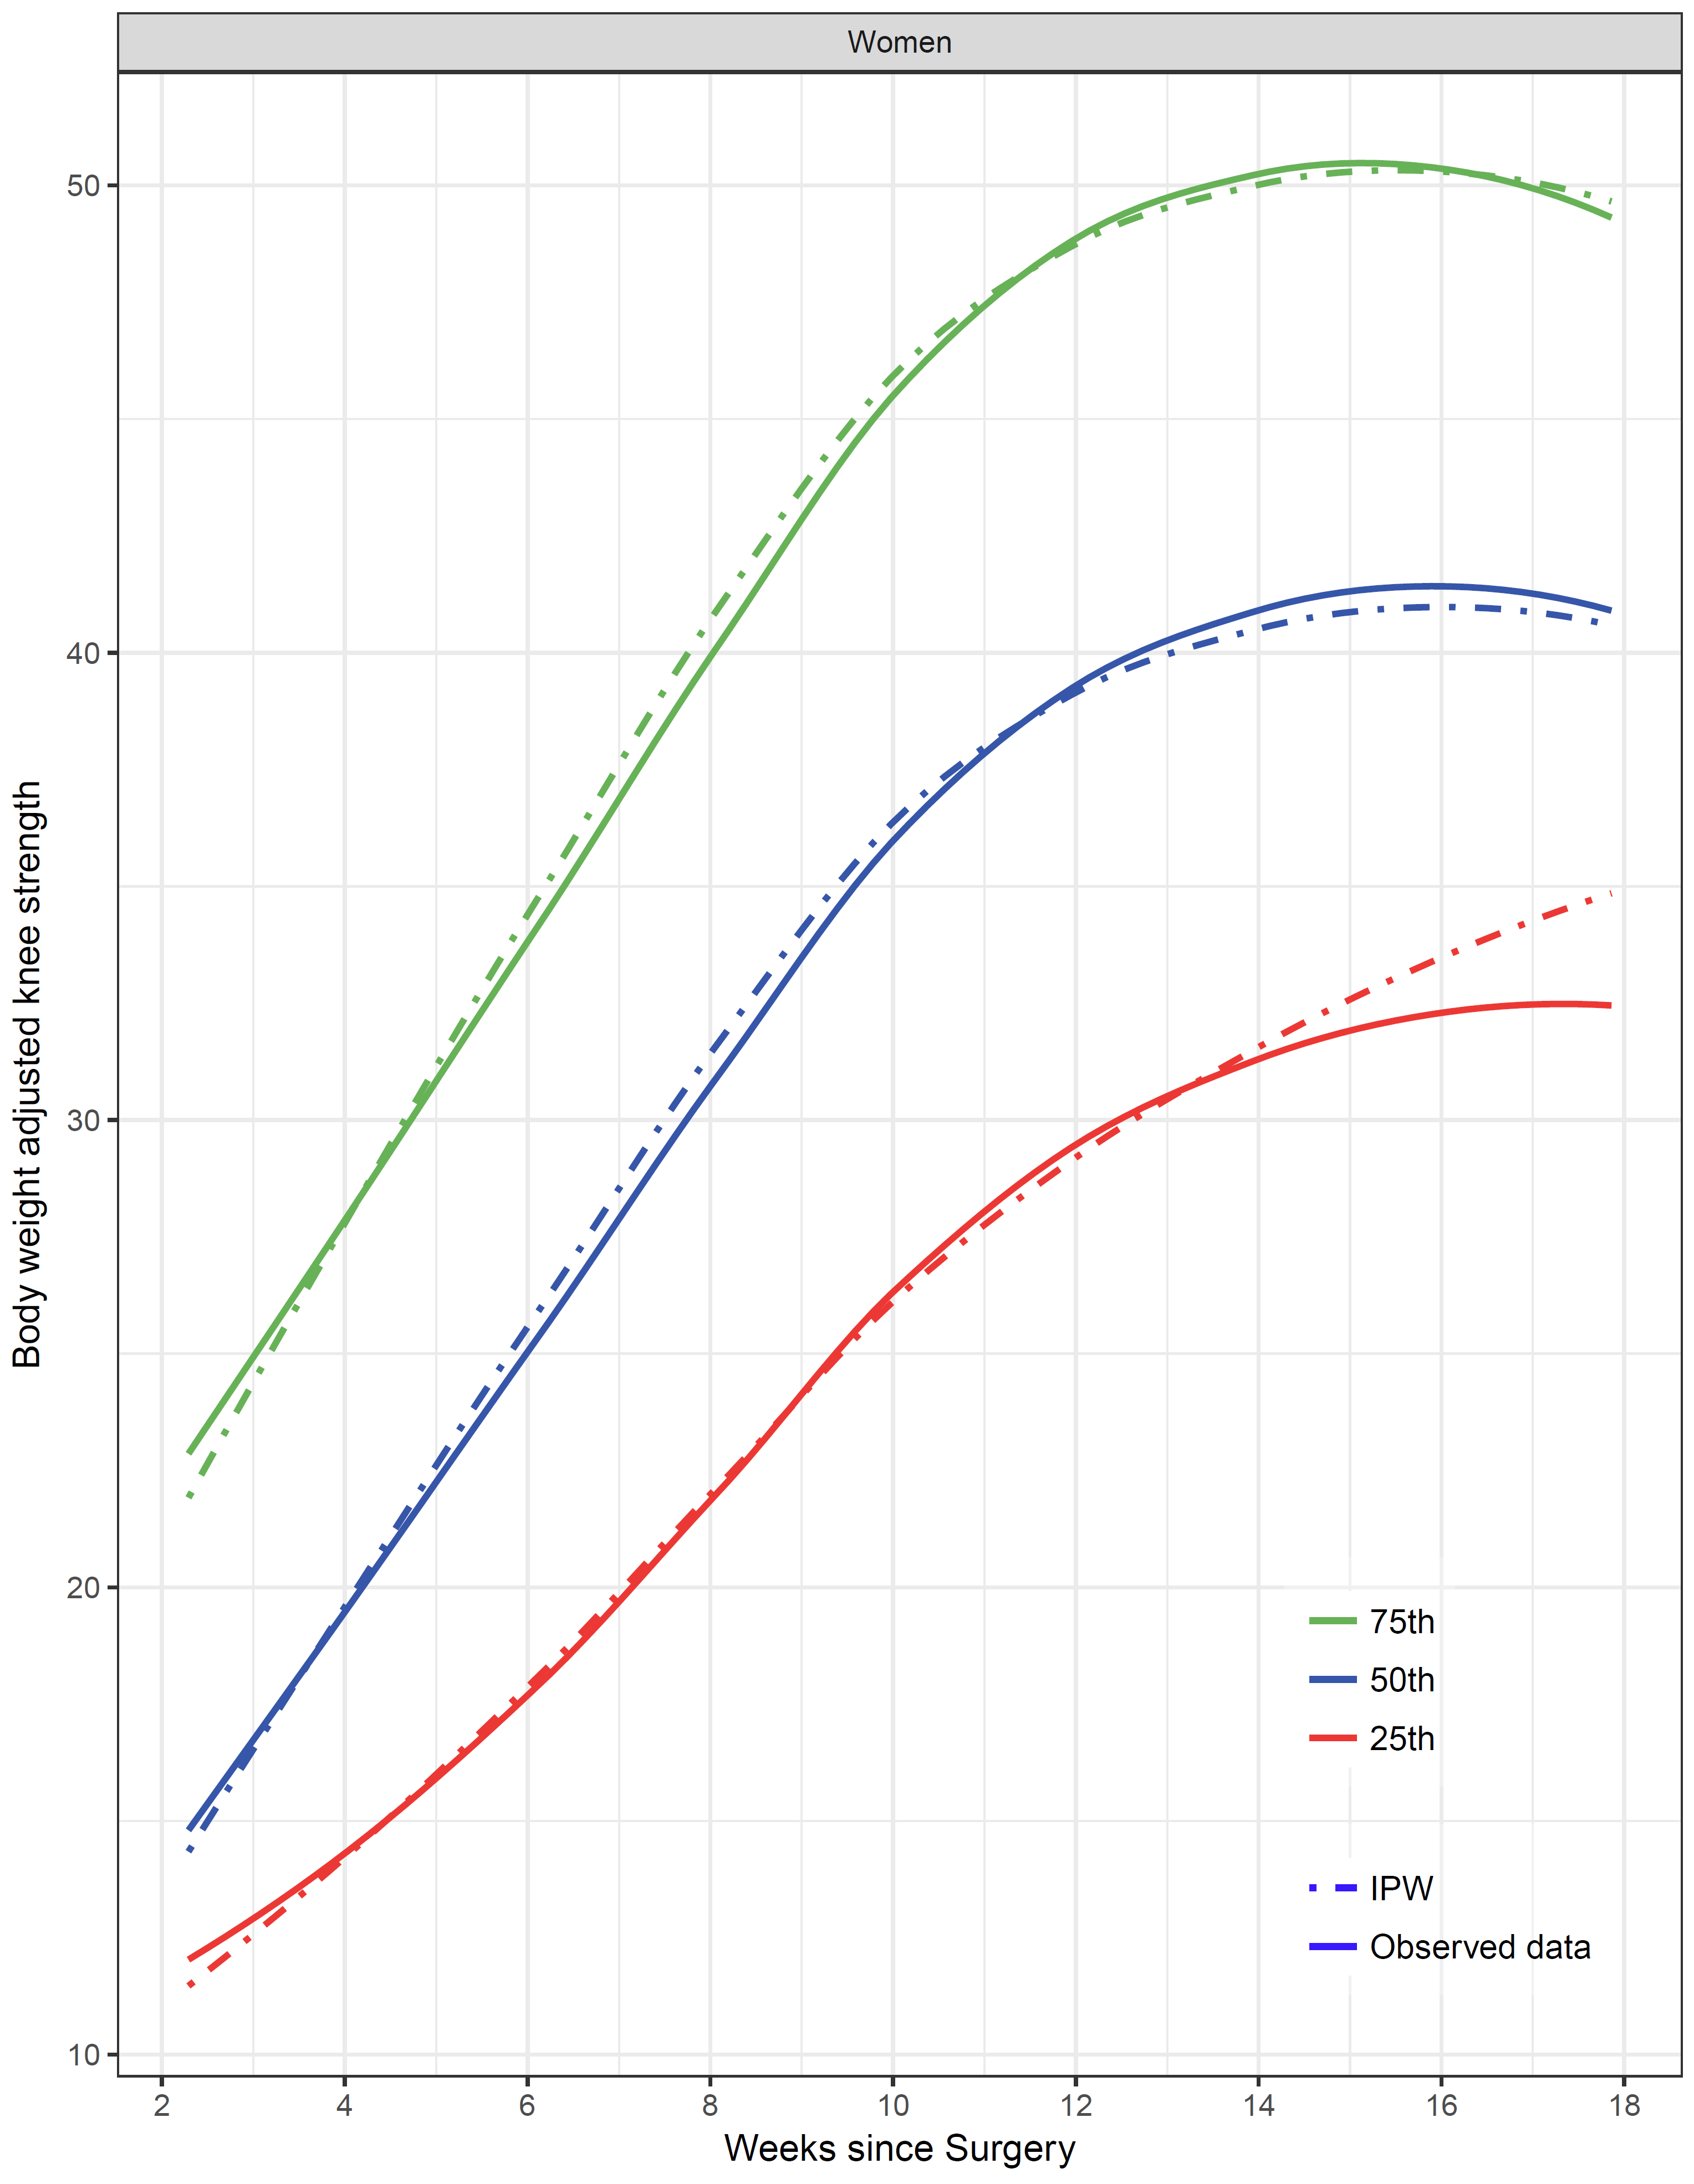 Women
50
40
30
20
10
Body weight adjusted knee strength
75th
50th
25th
IPW
Observed data
2 4 6 8 10 12 14 16 18
Weeks since Surgery